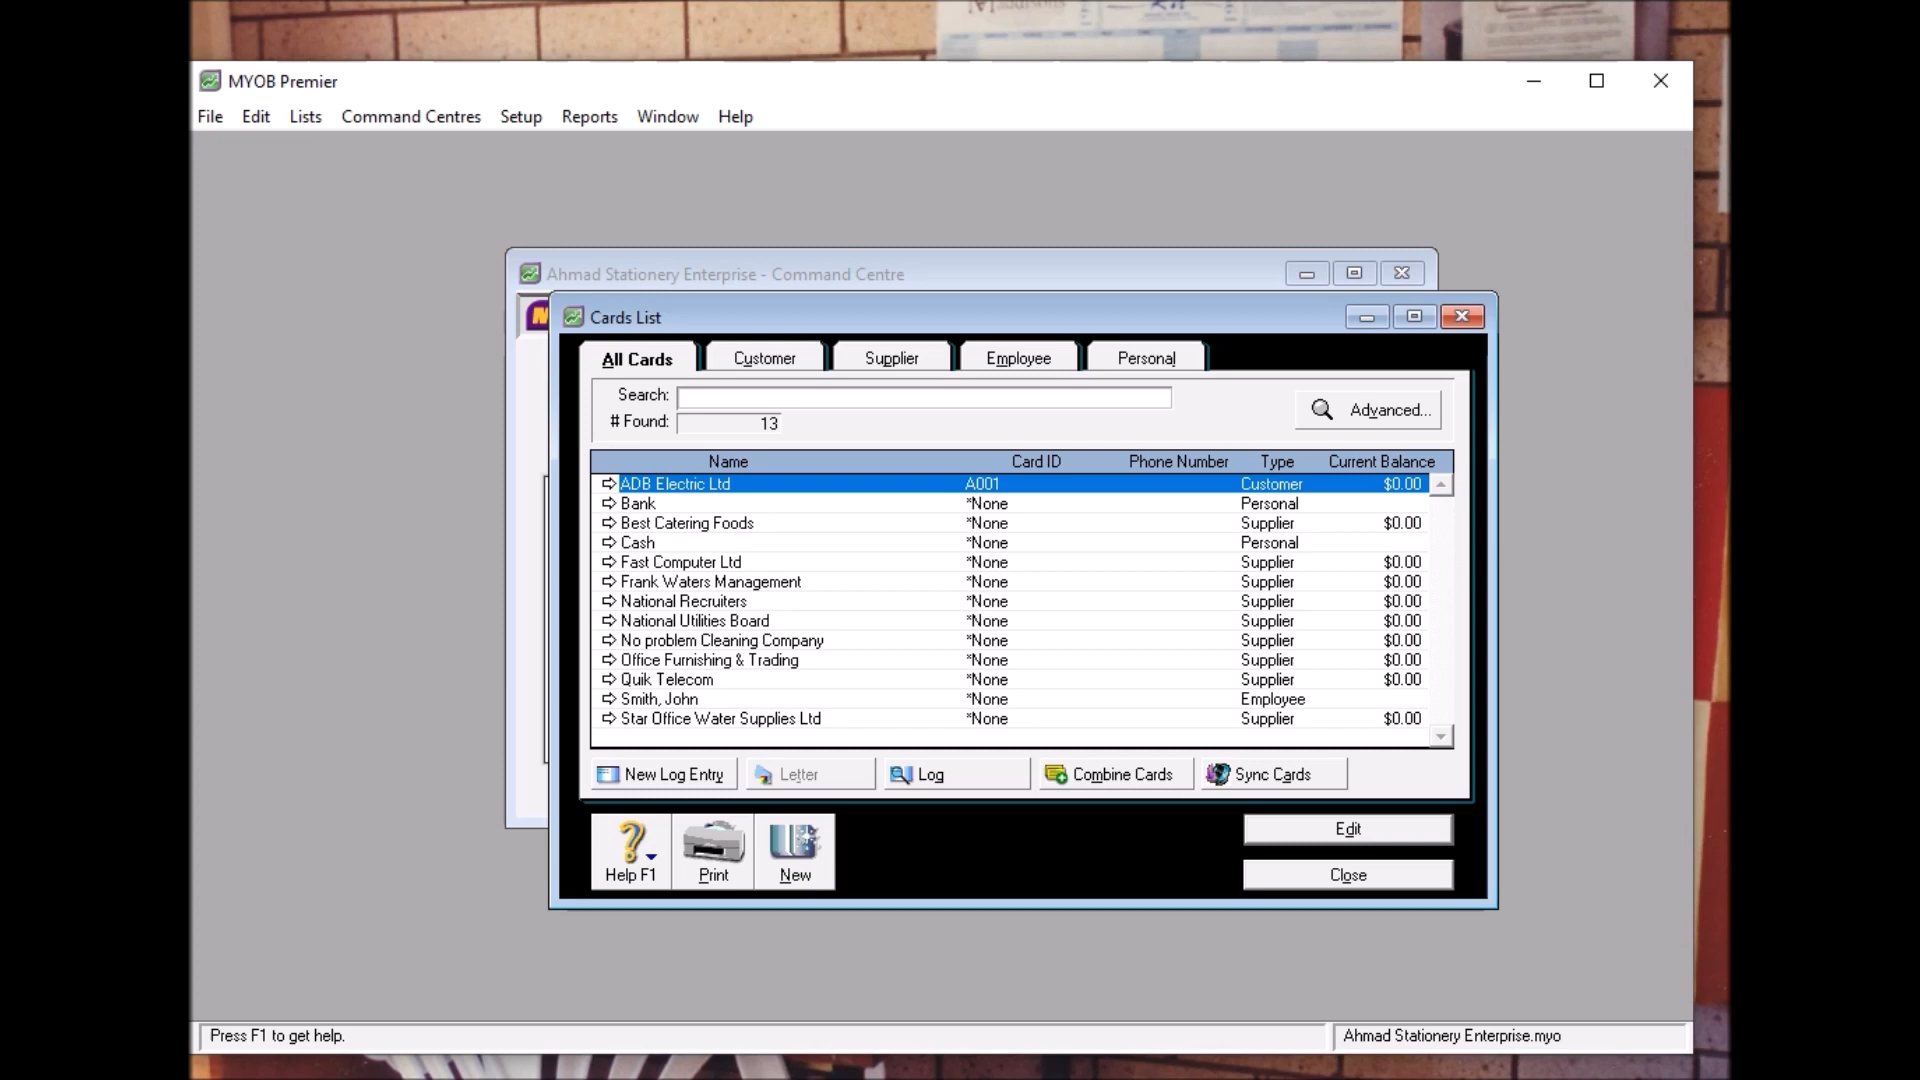 MYOB Premier
File Edit Lists Command Centres Setup Reports Window Help
Ahmad Stationery Enterprise - Command Centre
Cards List
All Cards Customer Supplier Employee Personal
Search:
Advanced...
# Found: 13
Name Card ID Phone Number Type Current Balance
ADB Electric Ltd A001 Customer $0.00
Bank *None Personal
Best Catering Foods *None Supplier $0.00
Cash *None Personal
Fast Computer Ltd *None Supplier $0.00
Frank Waters Management *None Supplier $0.00
National Recruiters *None Supplier $0.00
National Utilities Board *None Supplier $0.00
No problem Cleaning Company *None Supplier $0.00
Office Furnishing & Trading *None Supplier $0.00
Quik Telecom *None Supplier $0.00
Smith, John *None Employee
Star Office Water Supplies Ltd *None Supplier $0.00
New Log Entry Letter Log Combine Cards Sync Cards
Edit
Help F1 Print New Close
Press F1 to get help. Ahmad Stationery Enterprise.myo